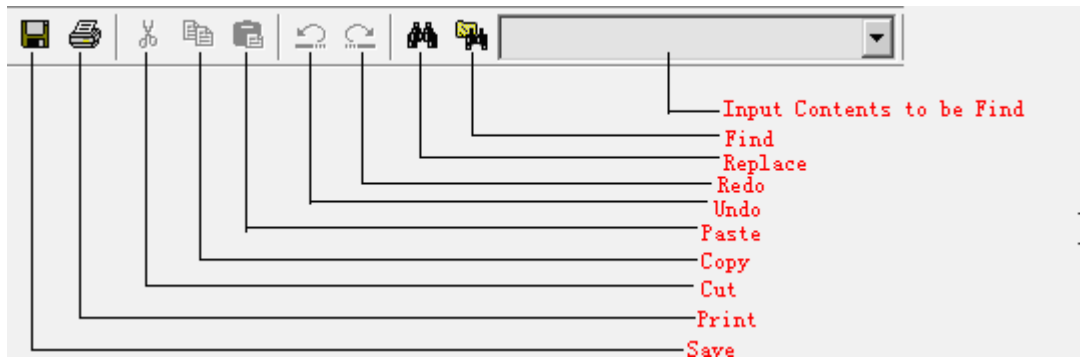 Input Contents to be Find
Find
Replace
Redo
Undo
Paste
Copy
Cut
Print
Save